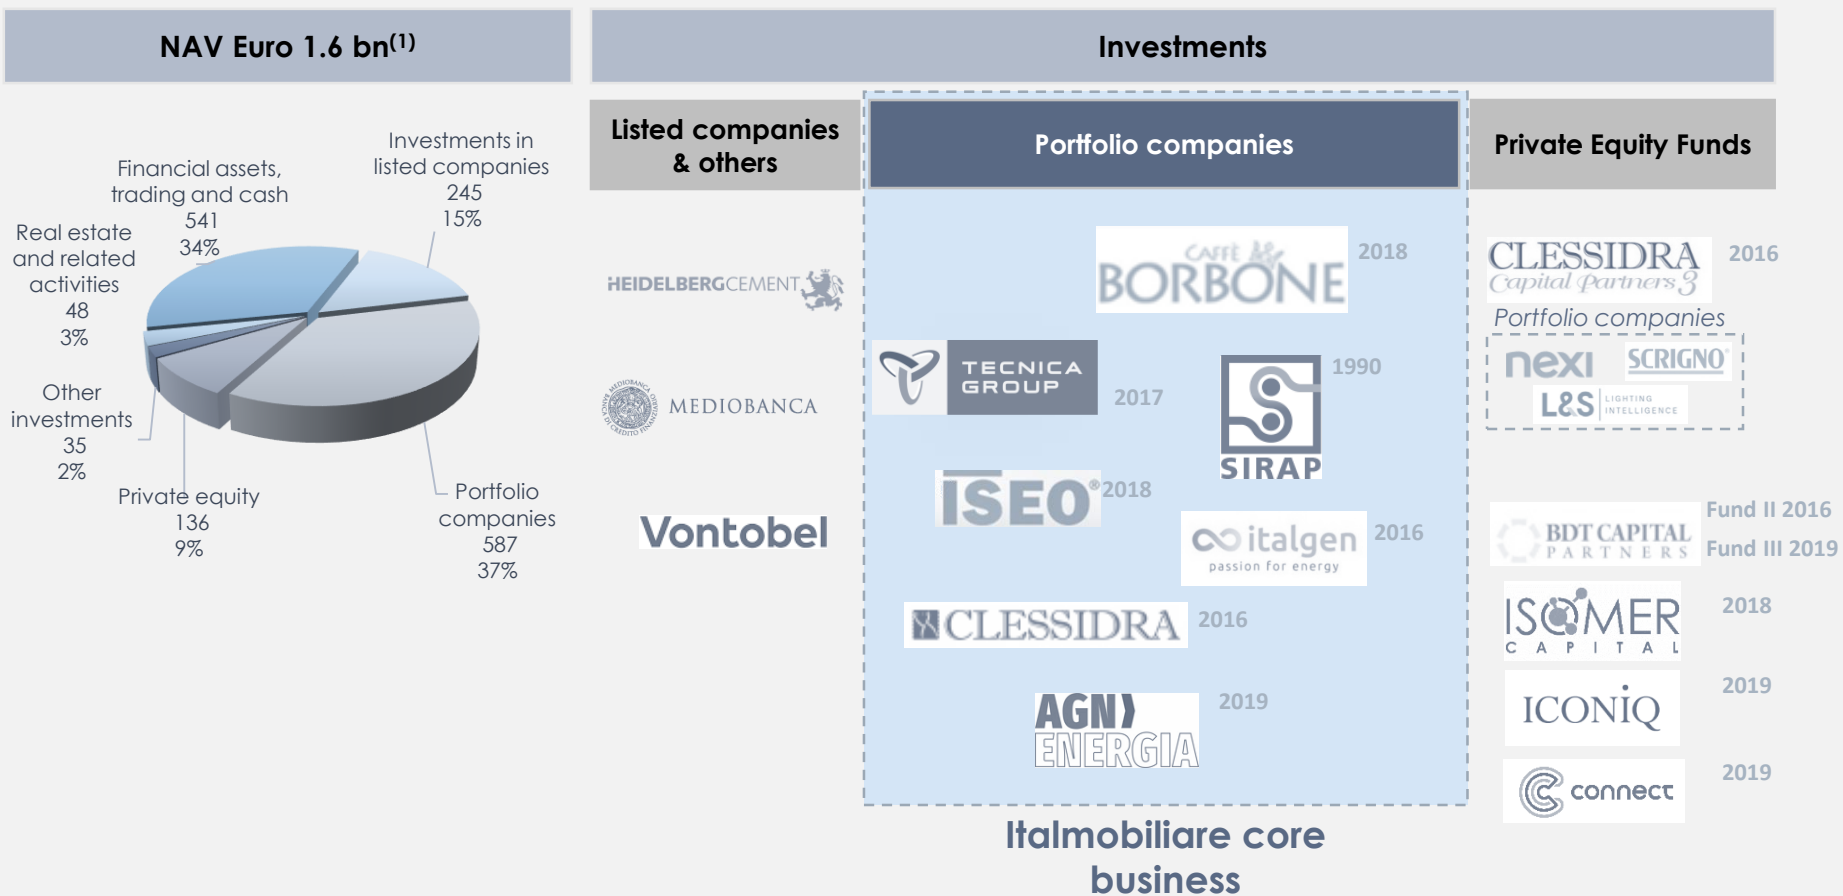 NAV Euro 1.6 bn(1)
Investments in
listed companies
245
15%
Financial assets,
trading and cash
541
34%
Real estate
and related
activities
48
3%
Other
investments
35
2%
Private equity
136
9%
Portfolio
companies
587
37%
Investments
Listed companies
& others
HEIDELBERGCEMENT
MEDIOBANCA
Vontobel
Portfolio companies
CAFFÈ
BORBONE
2018
TECNICA
GROUP
2017
SIRAP
1990
ISEO®
2018
italgen
passion for energy
2016
CLESSIDRA
2016
AGN
ENERGIA
2019
Italmobiliare core
business
Private Equity Funds
CLESSIDRA
Capital Partners 3
2016
Portfolio companies
nexi
SCRIGNO®
L&S LIGHTING
INTELLIGENCE
BDT CAPITAL
PARTNERS
Fund II 2016
Fund III 2019
ISOMER
CAPITAL
2018
ICONIQ
2019
connect
2019